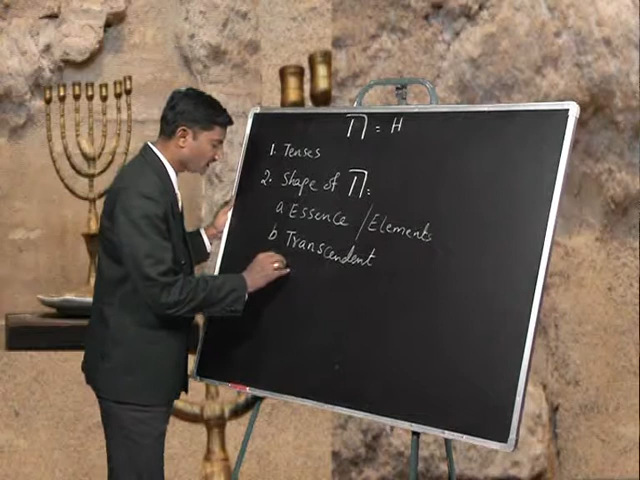 ה = H
1. Tenses
2. Shape of ה:
a Essence / Elements
b Transcendent